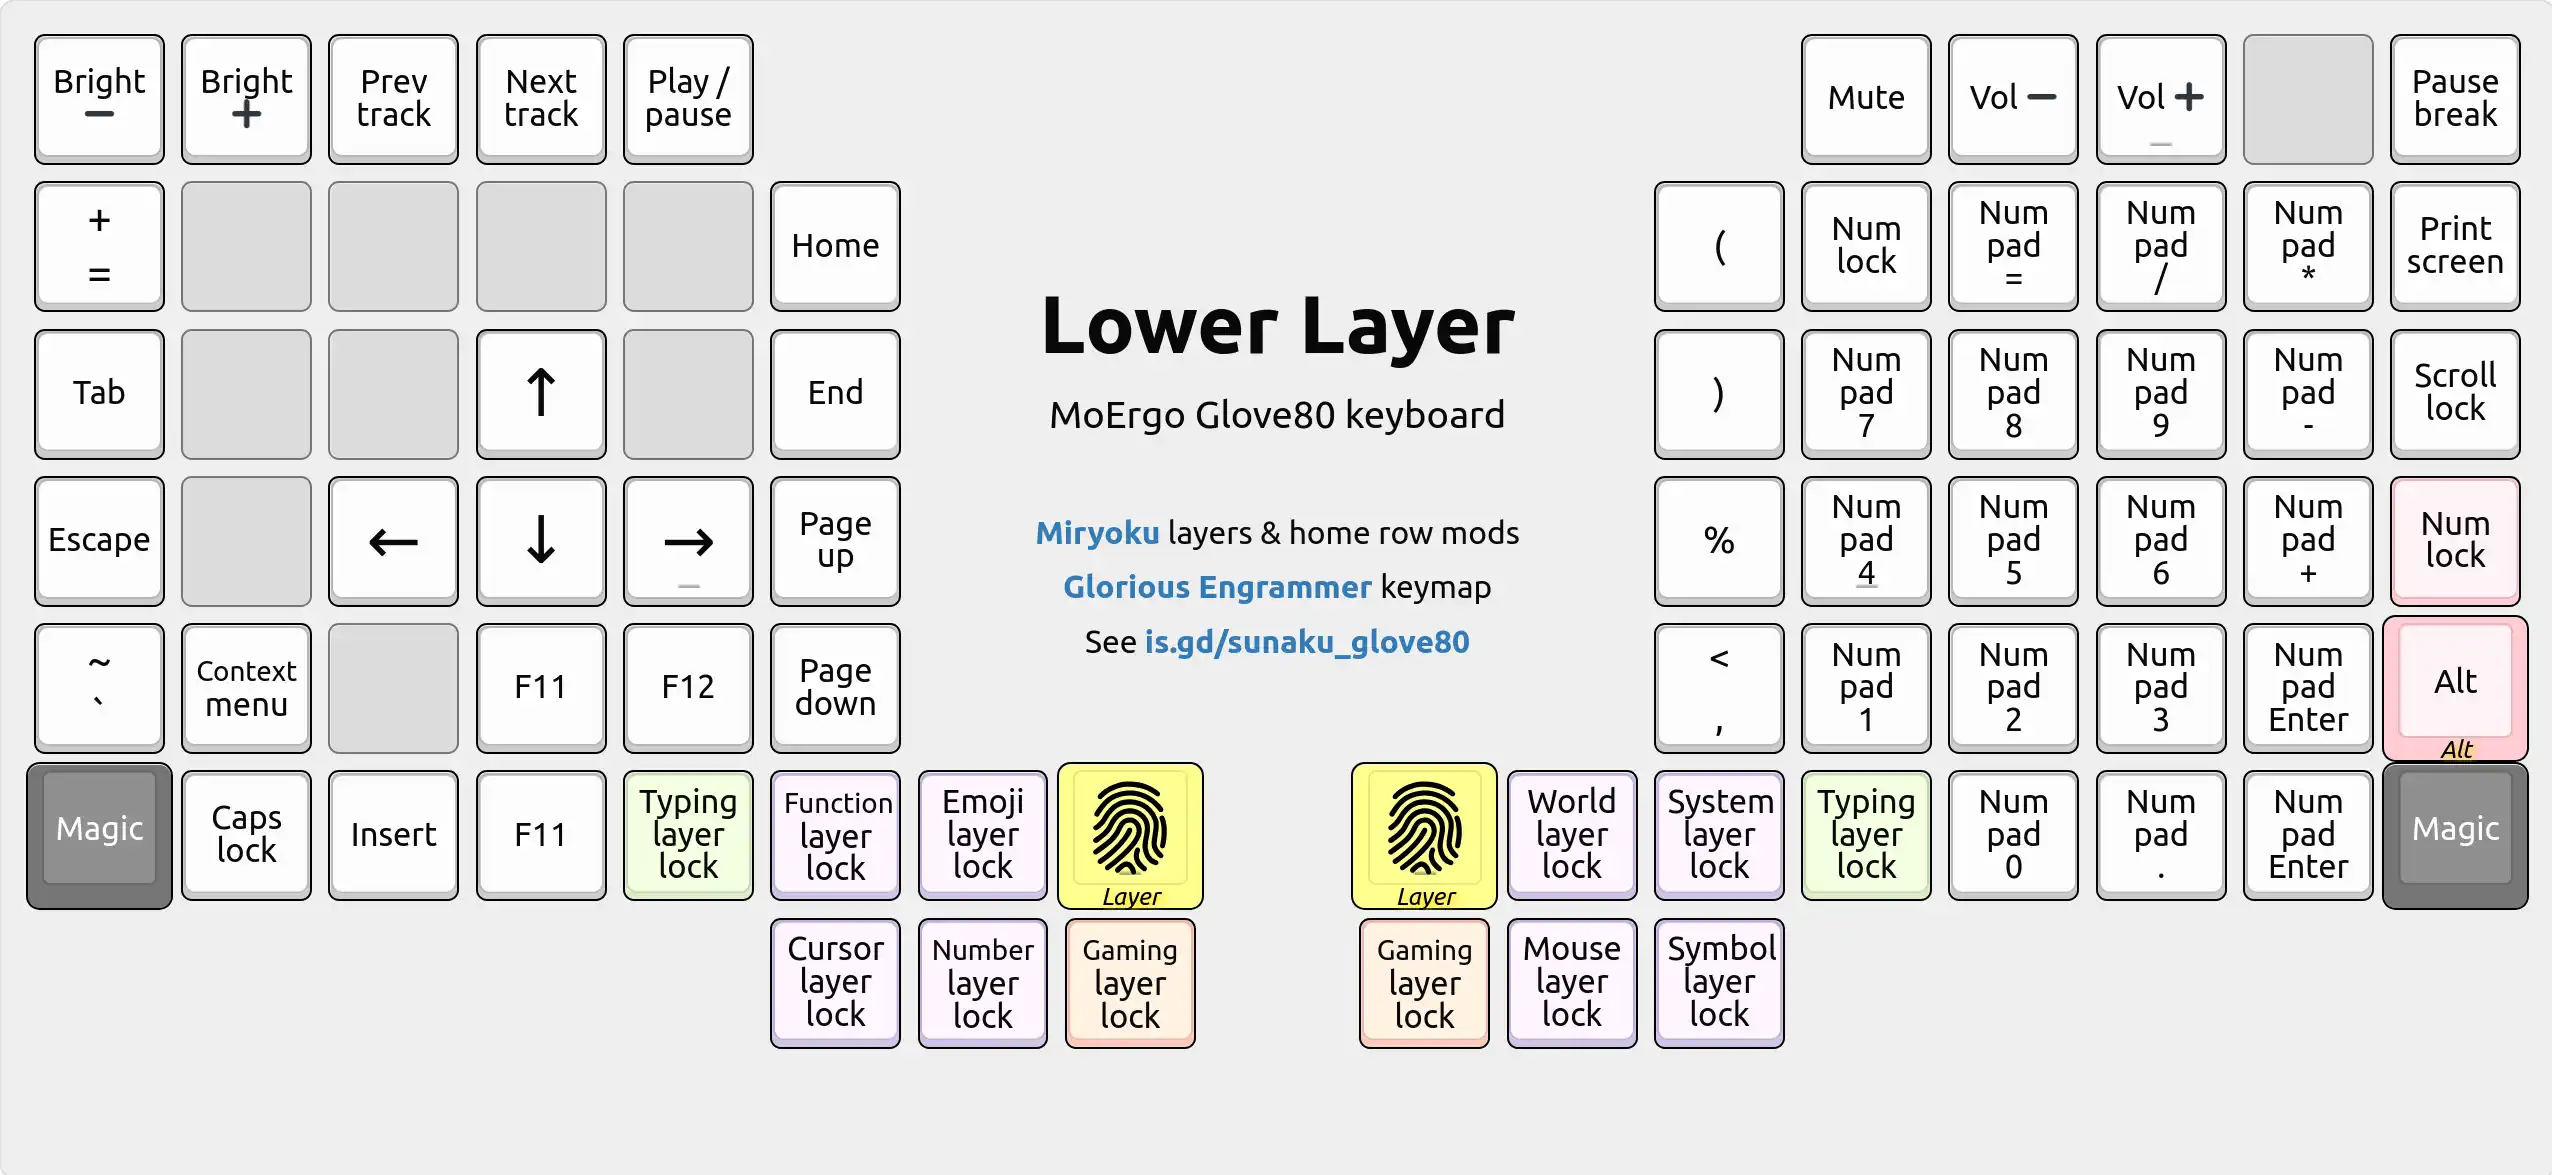 Bright
−
Bright
+
Prev
track
Next
track
Play /
pause
Mute
Vol −
Vol +
_
Pause
break
+
=
Home
(
Num
lock
Num
pad
=
Num
pad
/
Num
pad
*
Print
screen
Tab
↑
End
)
Num
pad
7
Num
pad
8
Num
pad
9
Num
pad
-
Scroll
lock
Lower Layer
MoErgo Glove80 keyboard
Miryoku layers & home row mods
Glorious Engrammer keymap
See is.gd/sunaku_glove80
Escape
←
↓
→
_
Page
up
%
Num
pad
4
_
Num
pad
5
Num
pad
6
Num
pad
+
Num
lock
~
`
Context
menu
F11
F12
Page
down
<
,
Num
pad
1
Num
pad
2
Num
pad
3
Num
pad
Enter
Alt
Alt
Magic
Caps
lock
Insert
F11
Typing
layer
lock
Function
layer
lock
Emoji
layer
lock
Layer
Layer
World
layer
lock
System
layer
lock
Typing
layer
lock
Num
pad
0
Num
pad
.
Num
pad
Enter
Magic
Cursor
layer
lock
Number
layer
lock
Gaming
layer
lock
Gaming
layer
lock
Mouse
layer
lock
Symbol
layer
lock